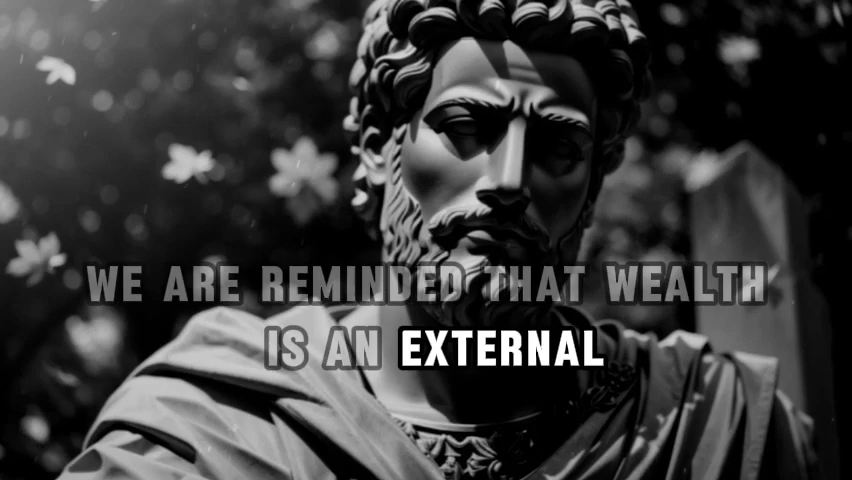 WE ARE REMINDED THAT WEALTH
IS AN EXTERNAL